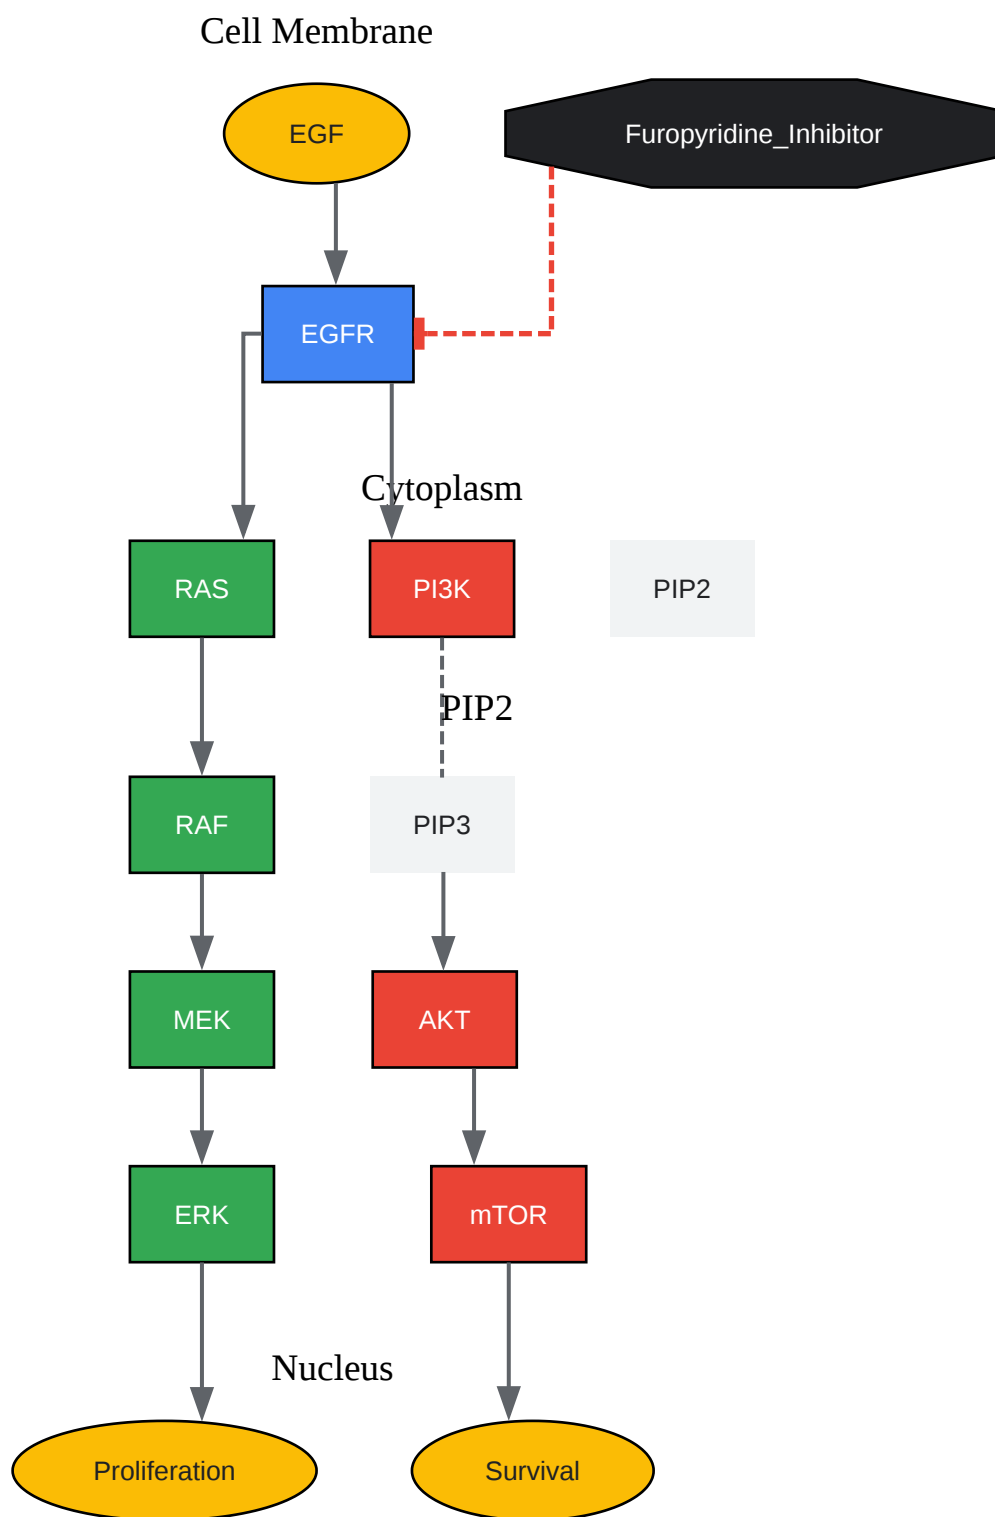 Cell Membrane
EGF
Furopyridine_Inhibitor
EGFR
Cytoplasm
RAS
PI3K
PIP2
PIP2
RAF
PIP3
MEK
AKT
ERK
mTOR
Nucleus
Proliferation
Survival